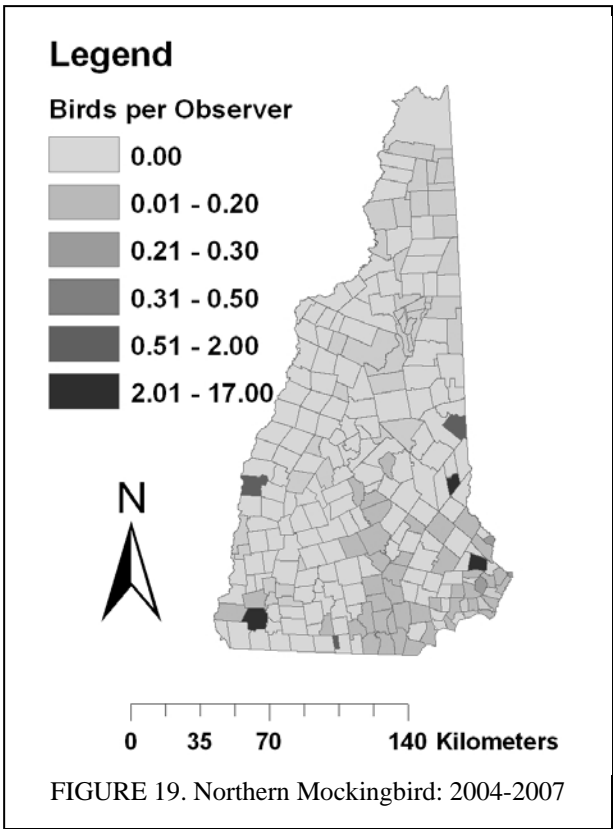 Legend
Birds per Observer
0.00
0.01 - 0.20
0.21 - 0.30
0.31 - 0.50
0.51 - 2.00
2.01 - 17.00
N
0 35 70 140 Kilometers
FIGURE 19. Northern Mockingbird: 2004-2007